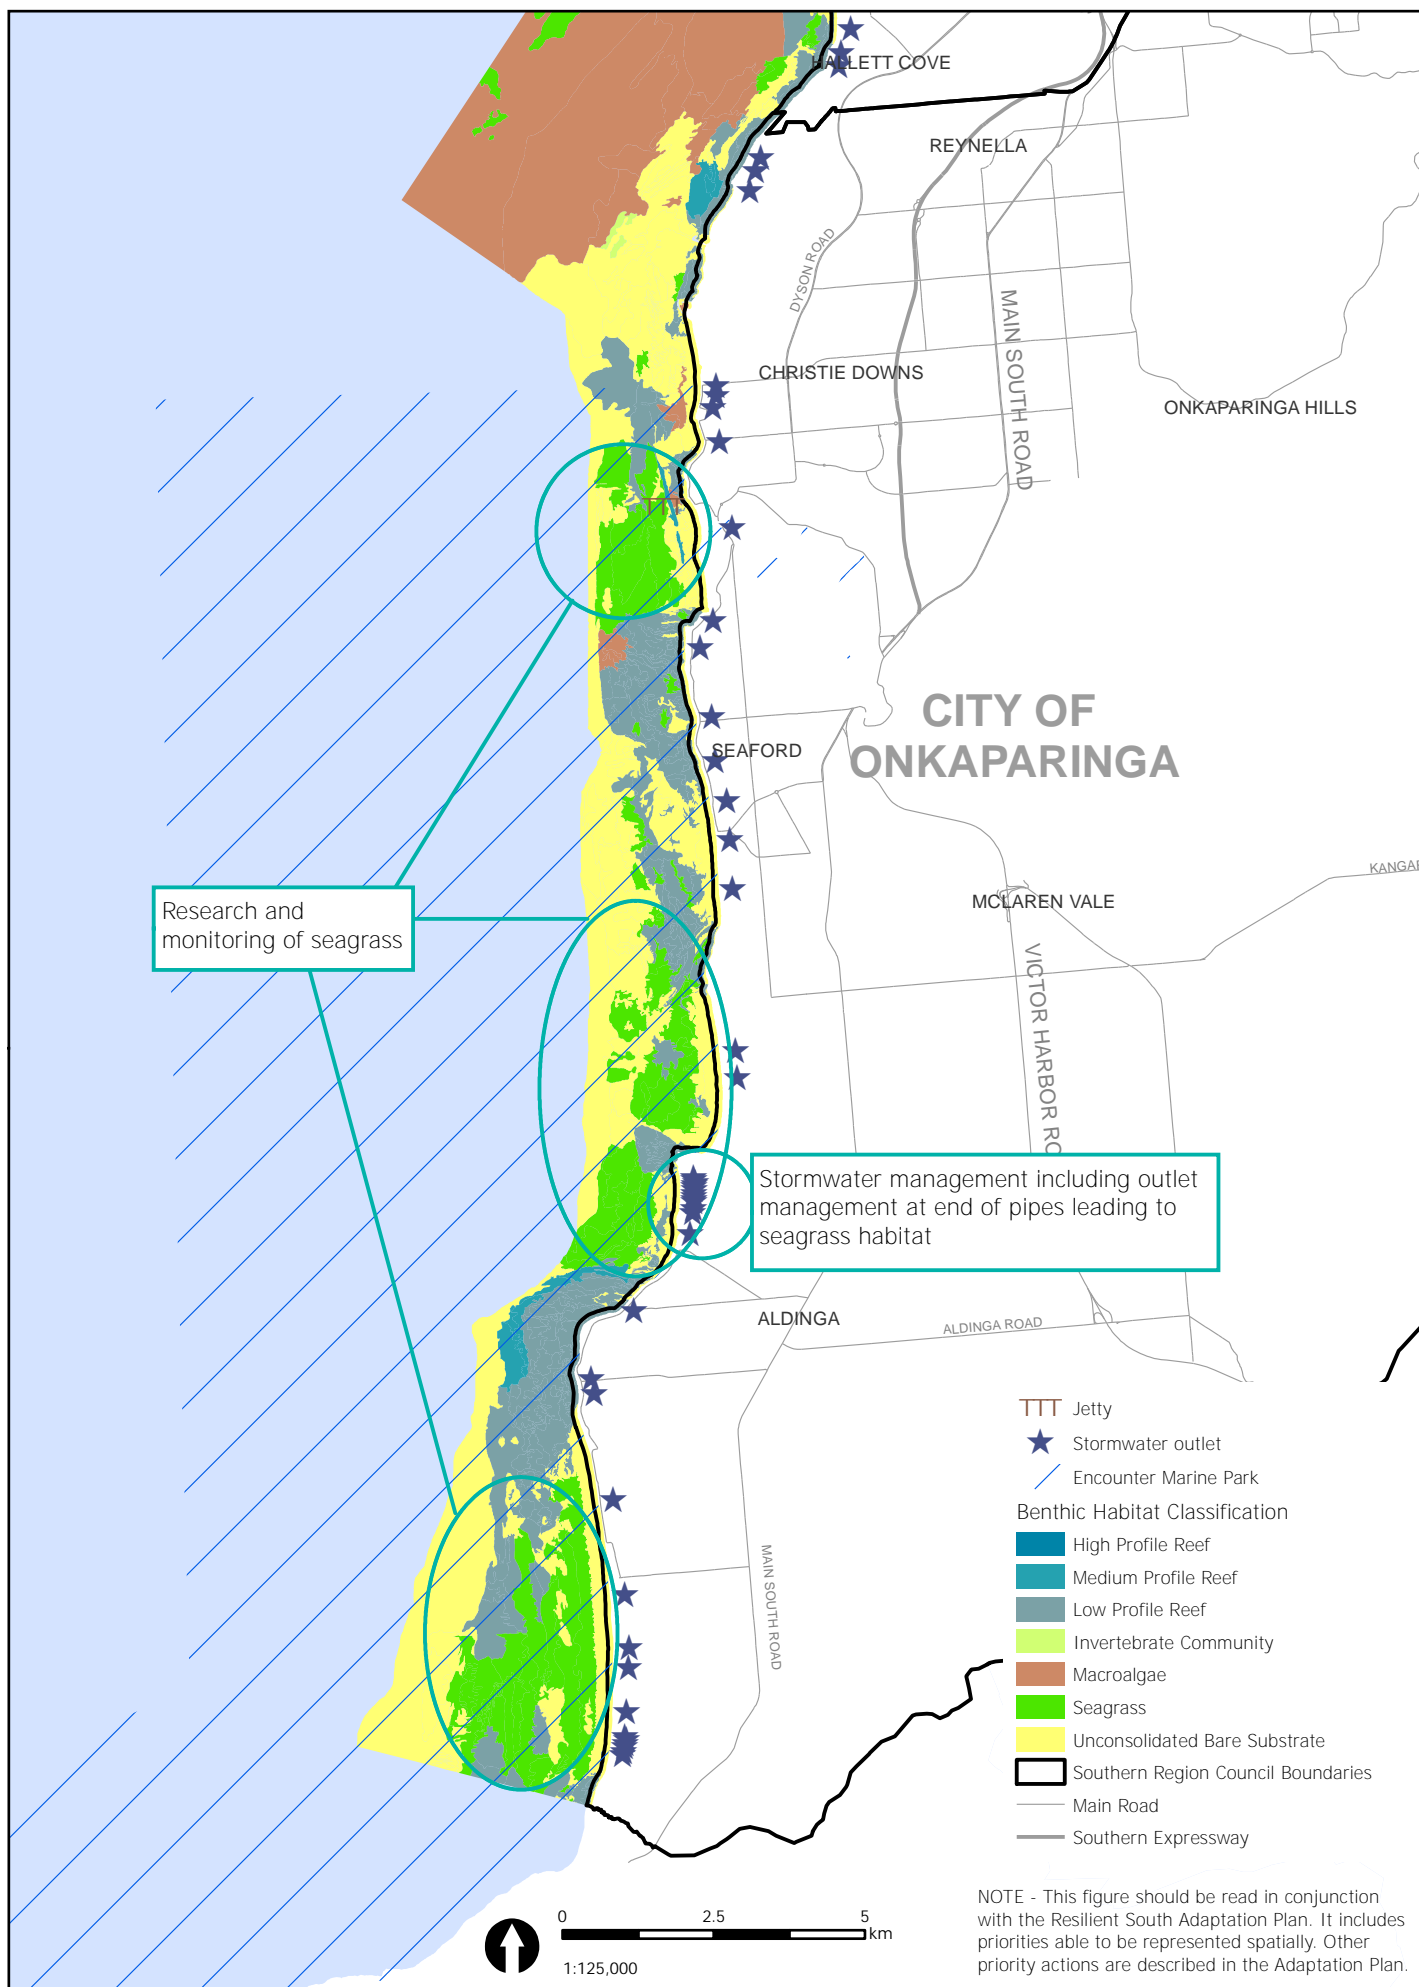 HALLETT COVE
REYNELLA
DYSON ROAD
MAIN SOUTH ROAD
CHRISTIE DOWNS
ONKAPARINGA HILLS
TTT
CITY OF
ONKAPARINGA
SEAFORD
KANGAR
MCLAREN VALE
Research and
monitoring of seagrass
VICTOR HARBOR RO
Stormwater management including outlet
management at end of pipes leading to
seagrass habitat
ALDINGA
ALDINGA ROAD
MAIN SOUTH ROAD
TTT Jetty
Stormwater outlet
Encounter Marine Park
Benthic Habitat Classification
High Profile Reef
Medium Profile Reef
Low Profile Reef
Invertebrate Community
Macroalgae
Seagrass
Unconsolidated Bare Substrate
Southern Region Council Boundaries
Main Road
Southern Expressway
0 2.5 5
km
1:125,000
NOTE - This figure should be read in conjunction
with the Resilient South Adaptation Plan. It includes
priorities able to be represented spatially. Other
priority actions are described in the Adaptation Plan.